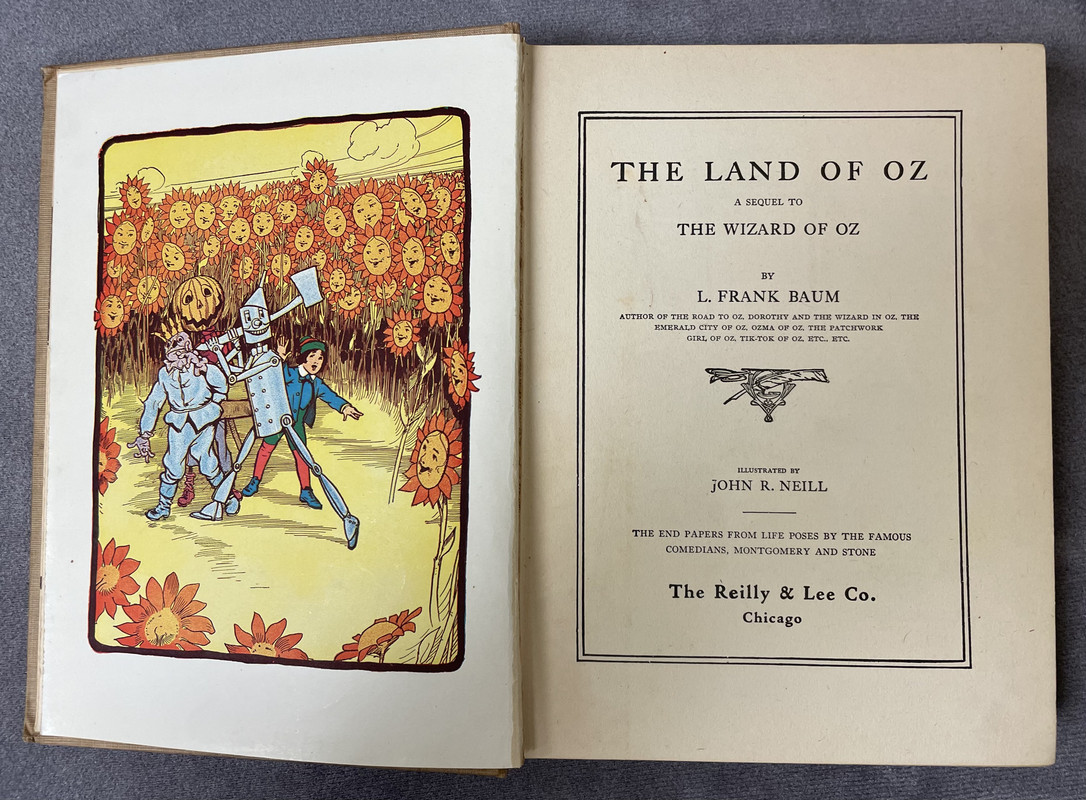 THE LAND OF OZ
A SEQUEL TO
THE WIZARD OF OZ
BY
L. FRANK BAUM
AUTHOR OF THE ROAD TO OZ, DOROTHY AND THE WIZARD IN OZ, THE
EMERALD CITY OF OZ, OZMA OF OZ, THE PATCHWORK
GIRL OF OZ, TIK-TOK OF OZ, ETC., ETC.
ILLUSTRATED BY
JOHN R. NEILL
THE END PAPERS FROM LIFE POSES BY THE FAMOUS
COMEDIANS, MONTGOMERY AND STONE
The Reilly & Lee Co.
Chicago